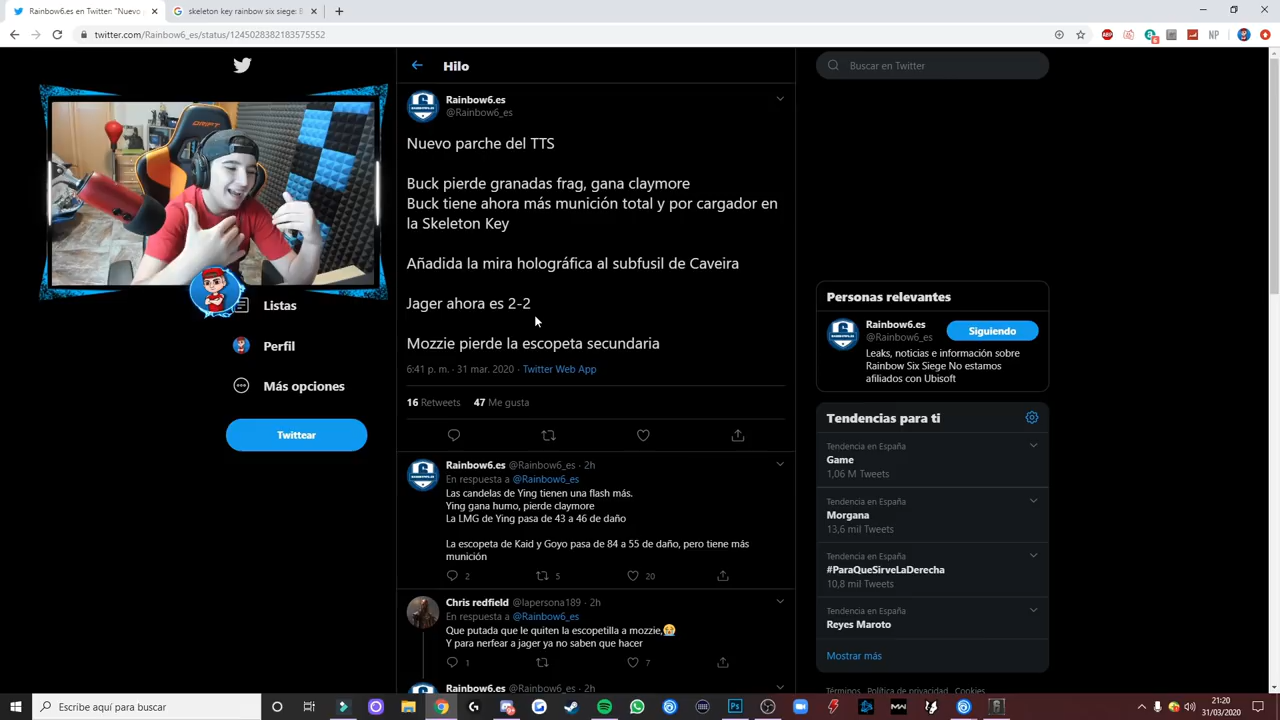 Rainbow6.es en Twitter: "Nuevo
skeleton key rainbow six siege: B
twitter.com/Rainbow6_es/status/1245028382183575552
ABP
6
NP
Hilo
Buscar en Twitter
Rainbow6.es
@Rainbow6_es
Nuevo parche del TTS
Buck pierde granadas frag, gana claymore
Buck tiene ahora más munición total y por cargador en
la Skeleton Key
Añadida la mira holográfica al subfusil de Caveira
Jager ahora es 2-2
Mozzie pierde la escopeta secundaria
6:41 p. m. · 31 mar. 2020 · Twitter Web App
16 Retweets 47 Me gusta
DRIFT
Listas
Perfil
Más opciones
Twittear
Rainbow6.es @Rainbow6_es · 2h
En respuesta a @Rainbow6_es
Las candelas de Ying tienen una flash más.
Ying gana humo, pierde claymore
La LMG de Ying pasa de 43 a 46 de daño
La escopeta de Kaid y Goyo pasa de 84 a 55 de daño, pero tiene más
munición
2 5 20
Chris redfield @lapersona189 · 2h
En respuesta a @Rainbow6_es
Que putada que le quiten la escopetilla a mozzie,😭
Y para nerfear a jager ya no saben que hacer
1 7
Rainbow6.es @Rainbow6_es · 2h
Personas relevantes
Rainbow6.es
@Rainbow6_es
Siguiendo
Leaks, noticias e información sobre
Rainbow Six Siege No estamos
afiliados con Ubisoft
Tendencias para ti
Tendencia en España
Game
1,06 M Tweets
Tendencia en España
Morgana
13,6 mil Tweets
Tendencia en España
#ParaQueSirveLaDerecha
10,8 mil Tweets
Tendencia en España
Reyes Maroto
Mostrar más
Términos Política de privacidad Cookies
Escribe aquí para buscar
21:20
31/03/2020